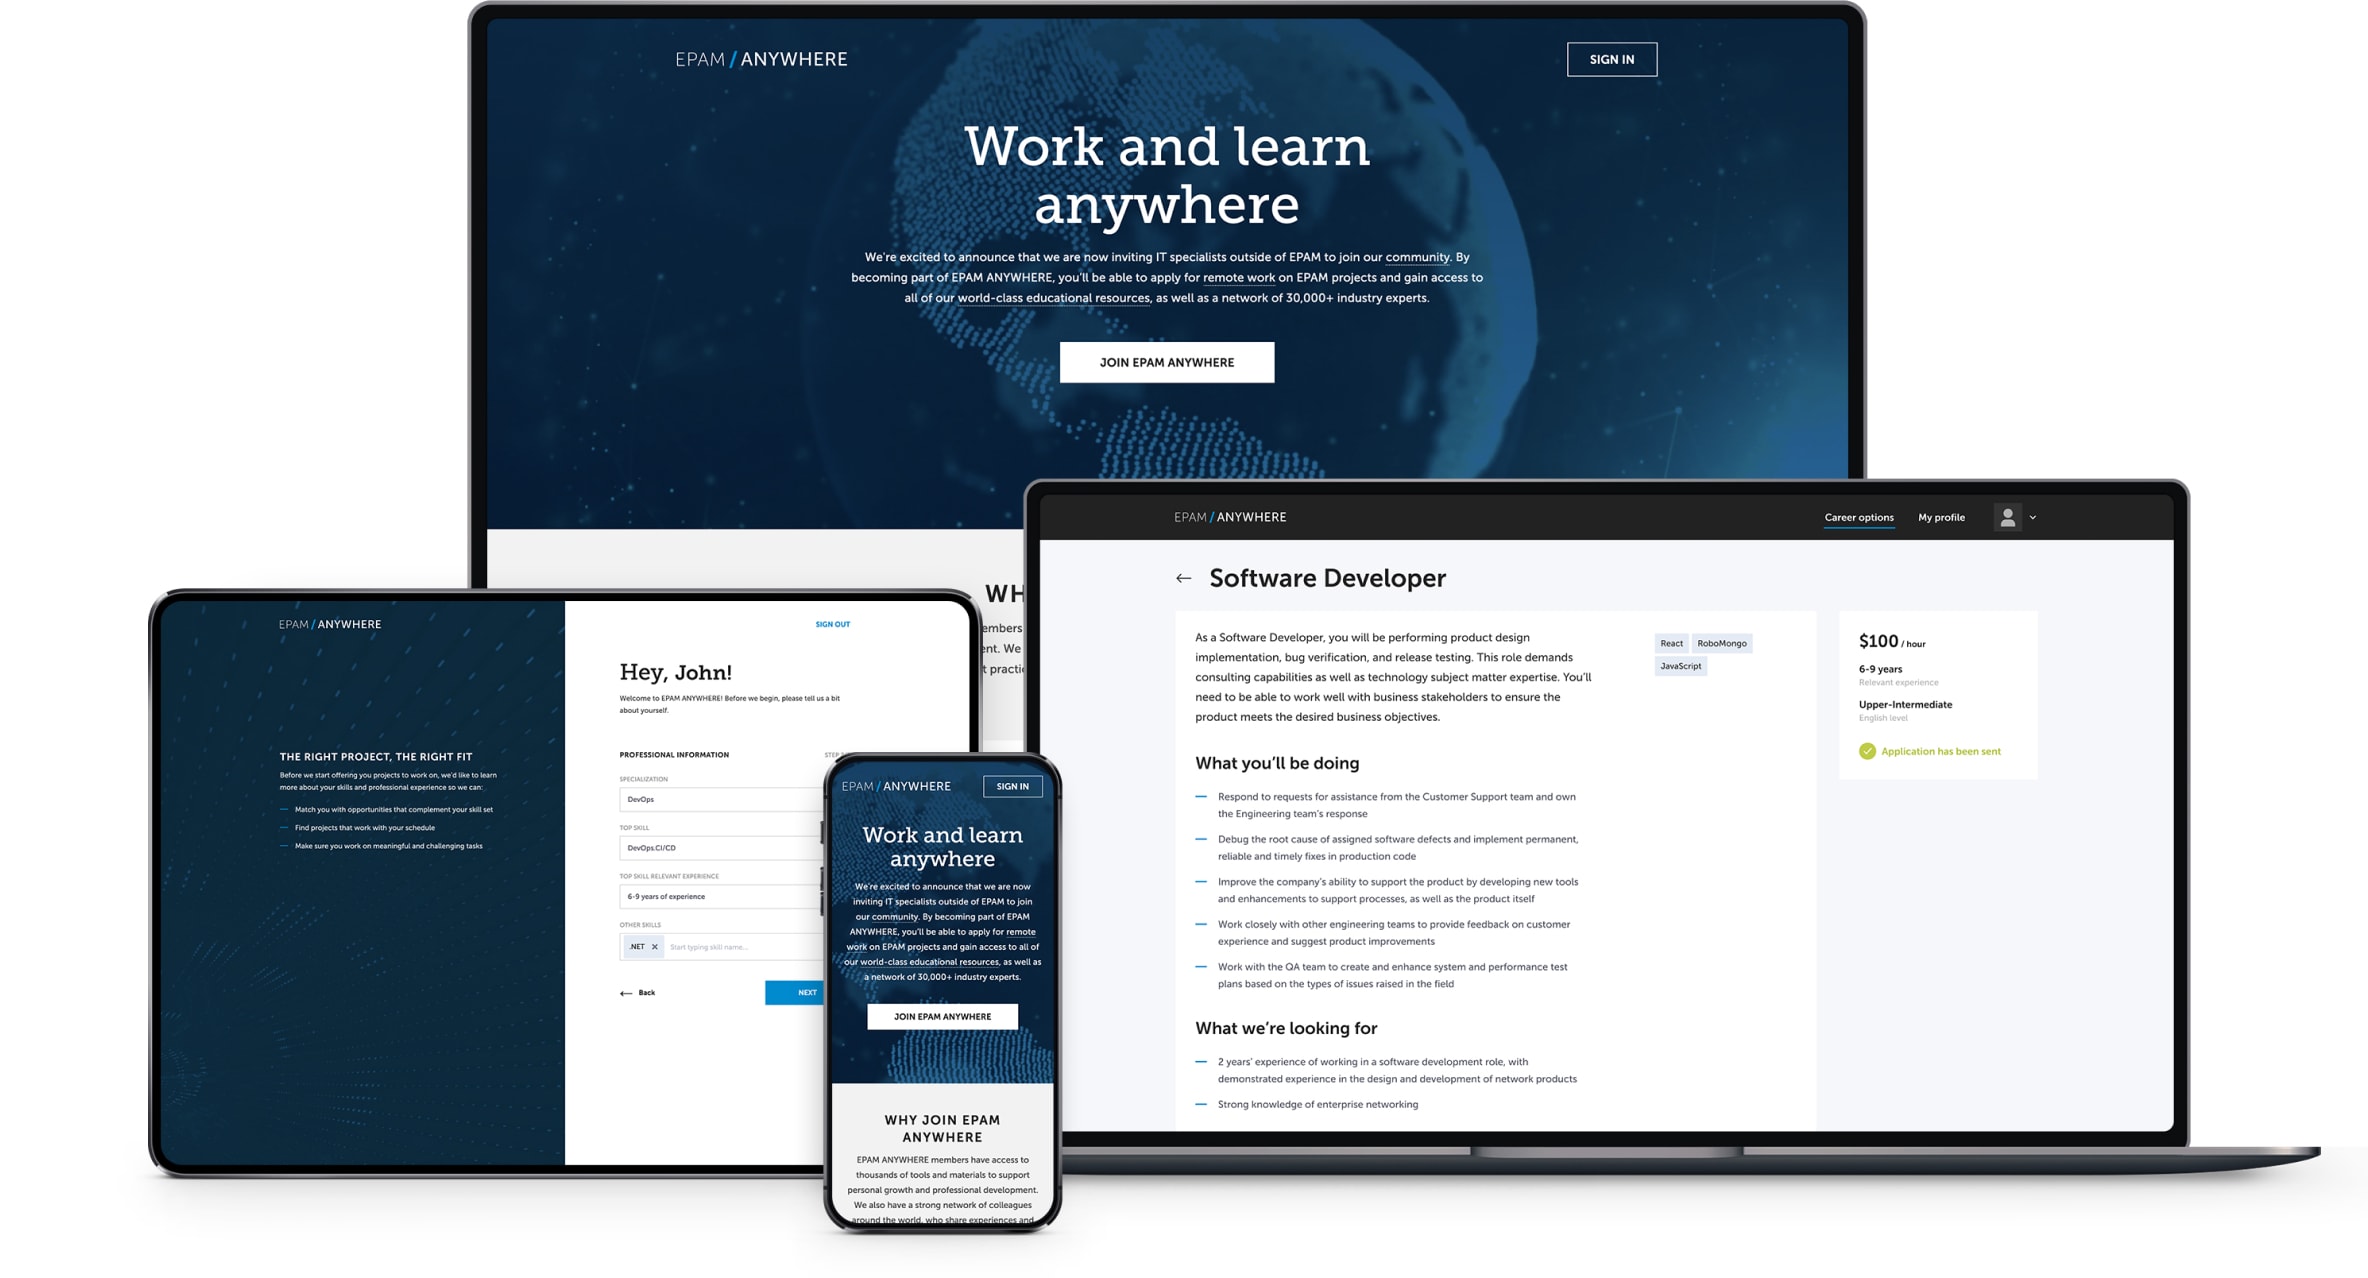 EPAM / ANYWHERE
SIGN IN
Work and learn
anywhere
We're excited to announce that we are now inviting IT specialists outside of EPAM to join our community. By
becoming part of EPAM ANYWHERE, you'll be able to apply for remote work on EPAM projects and gain access to
all of our world-class educational resources, as well as a network of 30,000+ industry experts.
JOIN EPAM ANYWHERE
WH
embers
We
practi
EPAM / ANYWHERE
Career options
My profile
Software Developer
As a Software Developer, you will be performing product design
implementation, bug verification, and release testing. This role demands
consulting capabilities as well as technology subject matter expertise. You'll
need to be able to work well with business stakeholders to ensure the
product meets the desired business objectives.
React
RoboMongo
JavaScript
$100 / hour
6-9 years
Relevant experience
Upper-Intermediate
English level
Application has been sent
What you'll be doing
Respond to requests for assistance from the Customer Support team and own
the Engineering team's response
Debug the root cause of assigned software defects and implement permanent,
reliable and timely fixes in production code
Improve the company's ability to support the product by developing new tools
and enhancements to support processes, as well as the product itself
Work closely with other engineering teams to provide feedback on customer
experience and suggest product improvements
Work with the QA team to create and enhance system and performance test
plans based on the types of issues raised in the field
What we're looking for
2 years' experience of working in a software development role, with
demonstrated experience in the design and development of network products
Strong knowledge of enterprise networking
EPAM / ANYWHERE
THE RIGHT PROJECT, THE RIGHT FIT
Before we start offering you projects to work on, we'd like to learn
more about your skills and professional experience so we can:
Match you with opportunities that complement your skill set
Find projects that work with your schedule
Make sure you work on meaningful and challenging tasks
SIGN OUT
Hey, John!
Welcome to EPAM ANYWHERE! Before we begin, please tell us a bit
about yourself.
PROFESSIONAL INFORMATION
STEP
SPECIALIZATION
DevOps
TOP SKILL
DevOps.CI/CD
TOP SKILL RELEVANT EXPERIENCE
6-9 years of experience
OTHER SKILLS
.NET
Start typing skill name...
Back
NEXT
EPAM / ANYWHERE
SIGN IN
Work and learn
anywhere
We're excited to announce that we are now
inviting IT specialists outside of EPAM to join
our community. By becoming part of EPAM
ANYWHERE, you'll be able to apply for remote
work on EPAM projects and gain access to all of
our world-class educational resources, as well as
a network of 30,000+ industry experts.
JOIN EPAM ANYWHERE
WHY JOIN EPAM
ANYWHERE
EPAM ANYWHERE members have access to
thousands of tools and materials to support
personal growth and professional development.
We also have a strong network of colleagues
around the world, who share experiences and